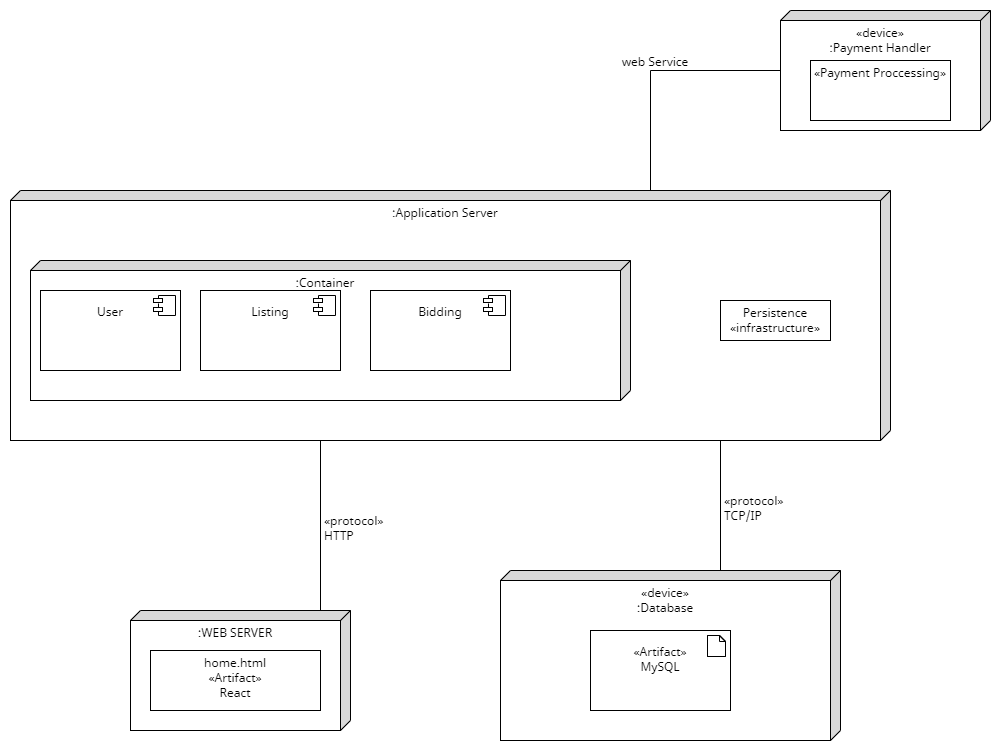 «device»
:Payment Handler
«Payment Proccessing»
web Service
:Application Server
:Container
User
Listing
Bidding
Persistence
«infrastructure»
«protocol»
HTTP
«protocol»
TCP/IP
:WEB SERVER
home.html
«Artifact»
React
«device»
:Database
«Artifact»
MySQL